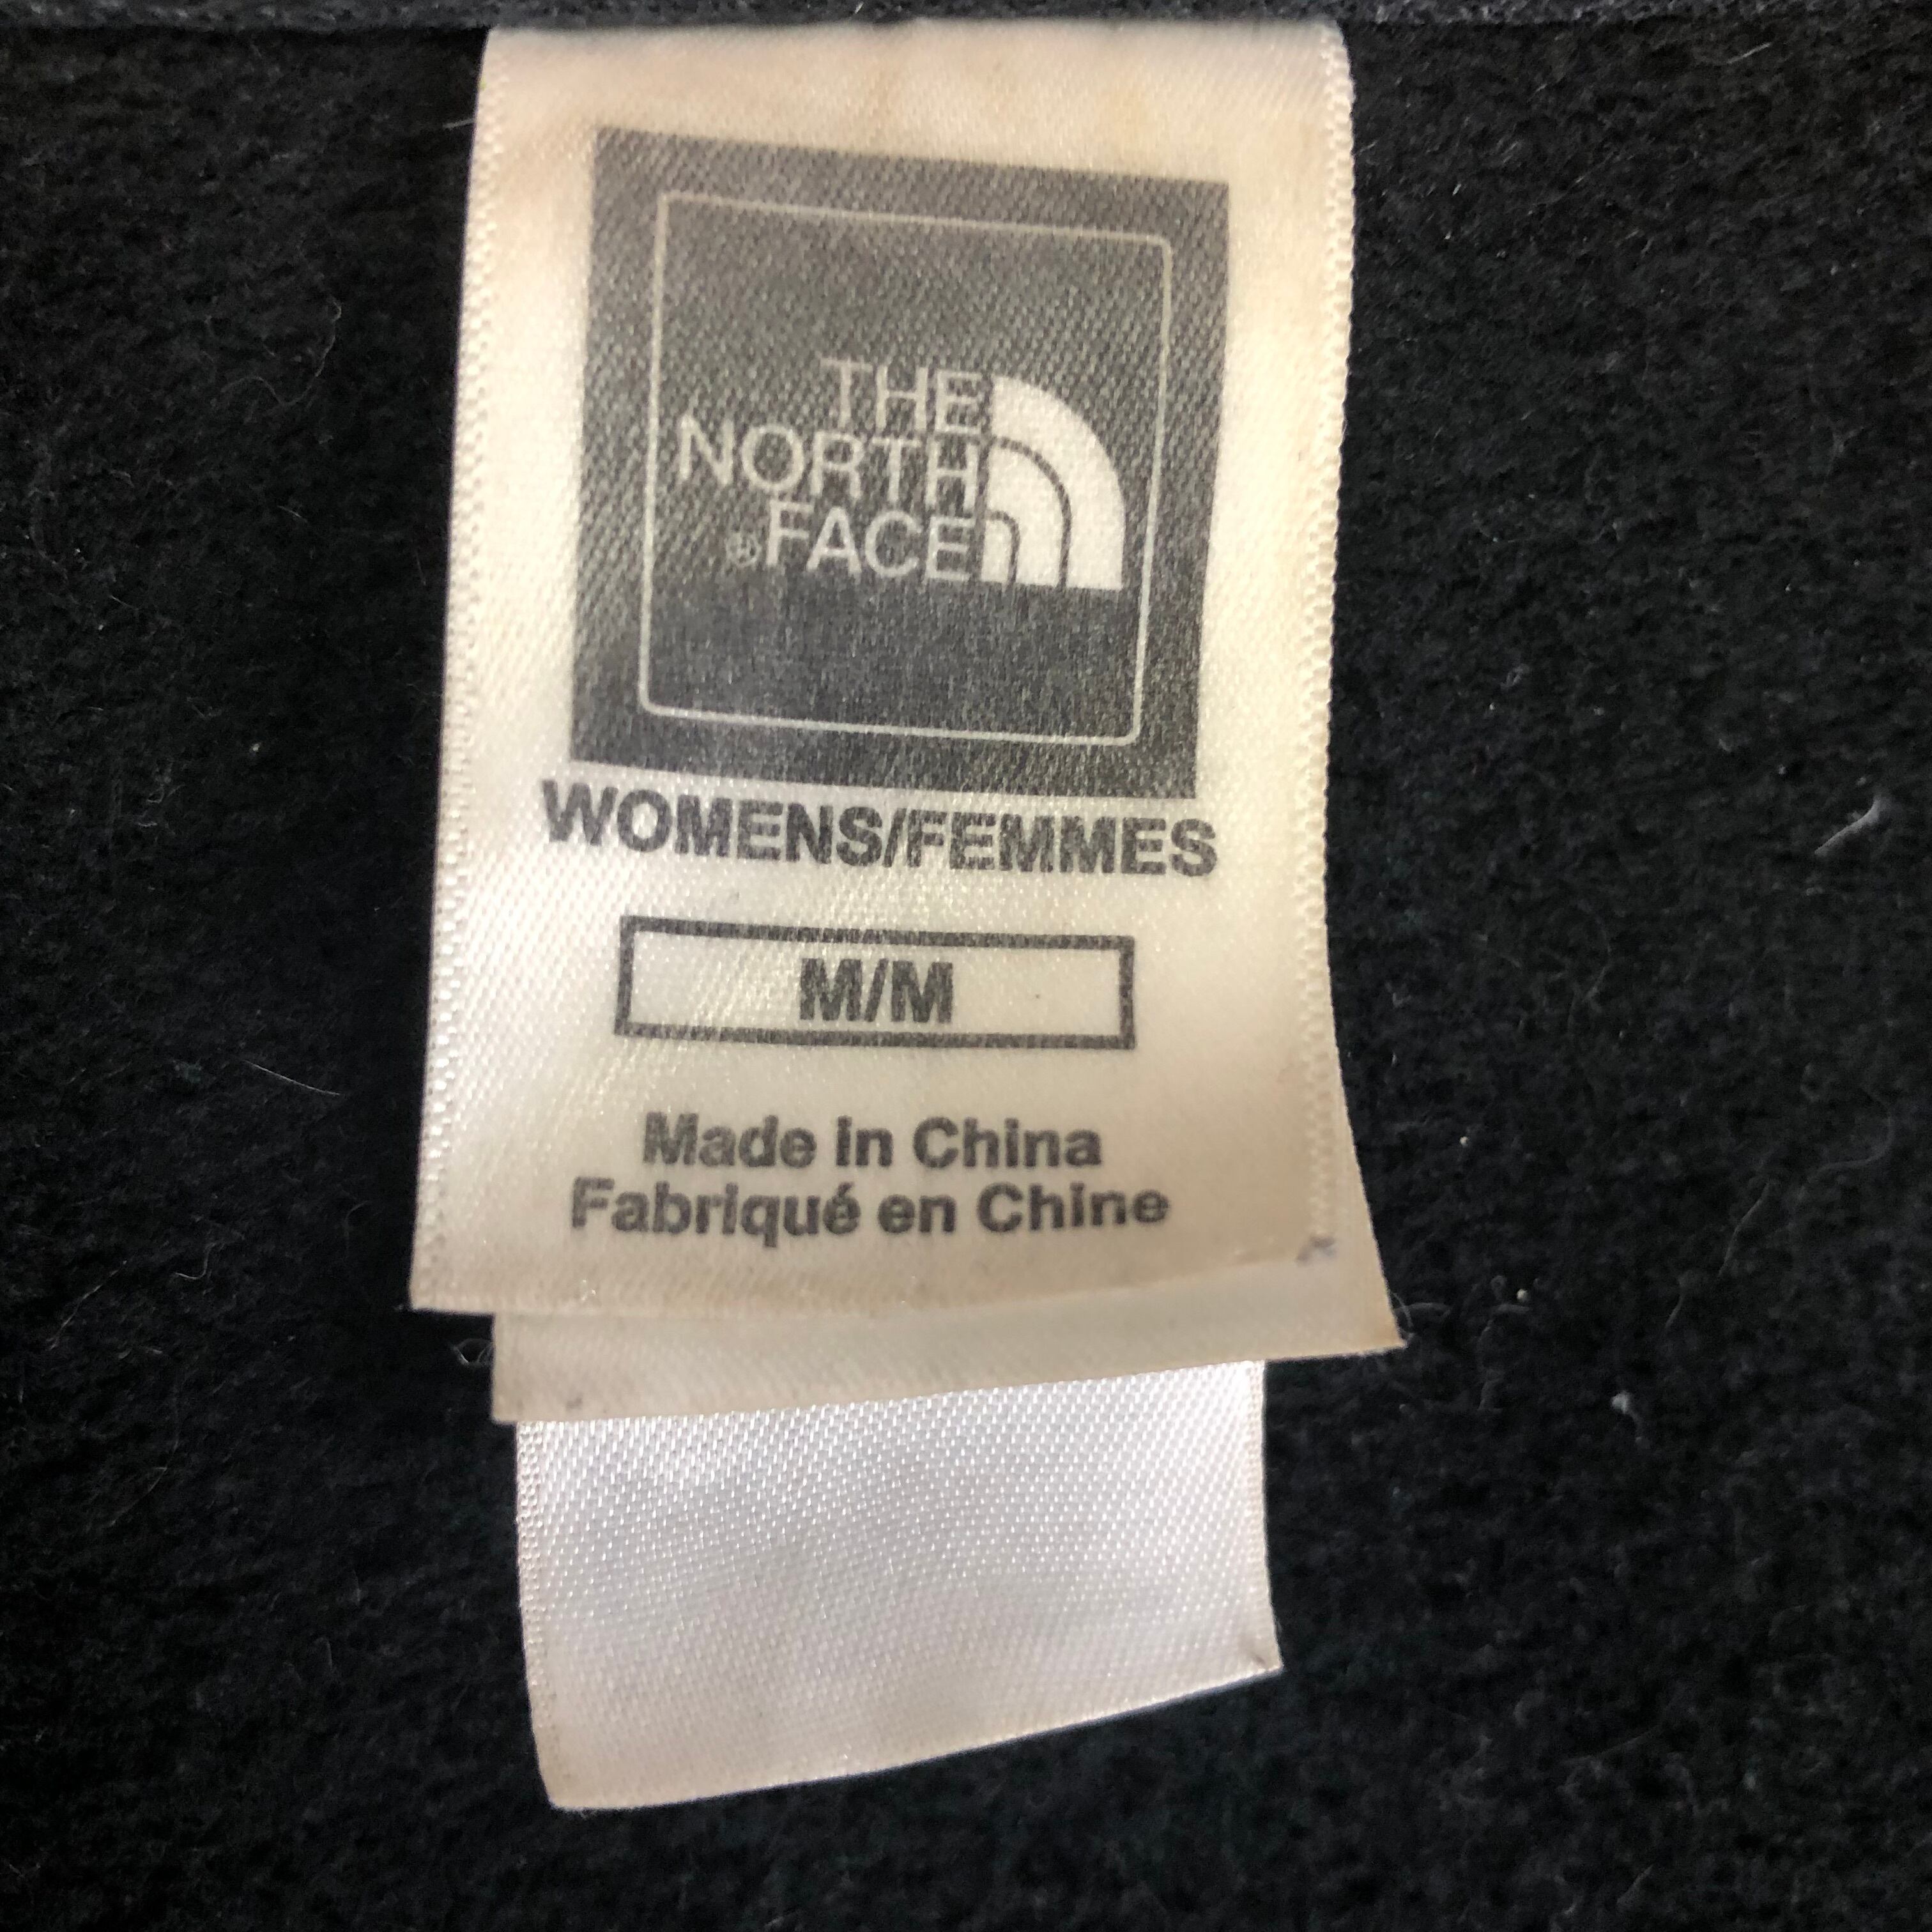 THE
NORTH
®FACE
WOMENS/FEMMES
M/M
Made in China
Fabriqué en Chine